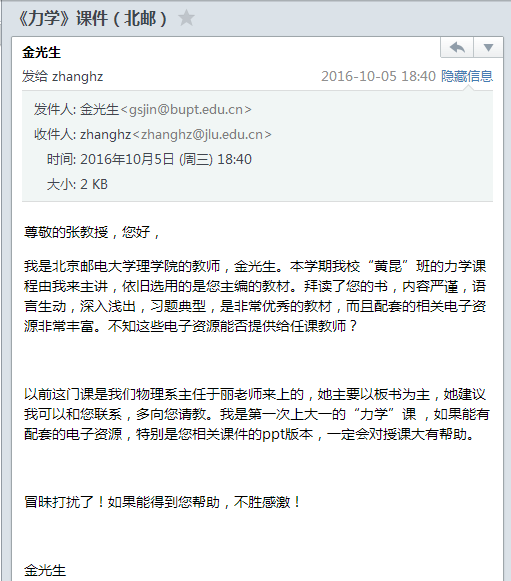 《力学》课件（北邮）
金光生
发给 zhanghz 2016-10-05 18:40 隐藏信息
发件人: 金光生<gsjin@bupt.edu.cn>
收件人: zhanghz<zhanghz@jlu.edu.cn>
时间: 2016年10月5日 (周三) 18:40
大小: 2 KB
尊敬的张教授，您好，
我是北京邮电大学理学院的教师，金光生。本学期我校“黄昆”班的力学课
程由我来主讲，依旧选用的是您主编的教材。拜读了您的书，内容严谨，语
言生动，深入浅出，习题典型，是非常优秀的教材，而且配套的相关电子资
源非常丰富。不知这些电子资源能否提供给任课教师？
以前这门课是我们物理系主任于丽老师来上的，她主要以板书为主，她建议
我可以和您联系，多向您请教。我是第一次上大一的“力学”课 ，如果能有
配套的电子资源，特别是您相关课件的ppt版本，一定会对授课大有帮助。
冒昧打扰了！如果能得到您帮助，不胜感激！
金光生